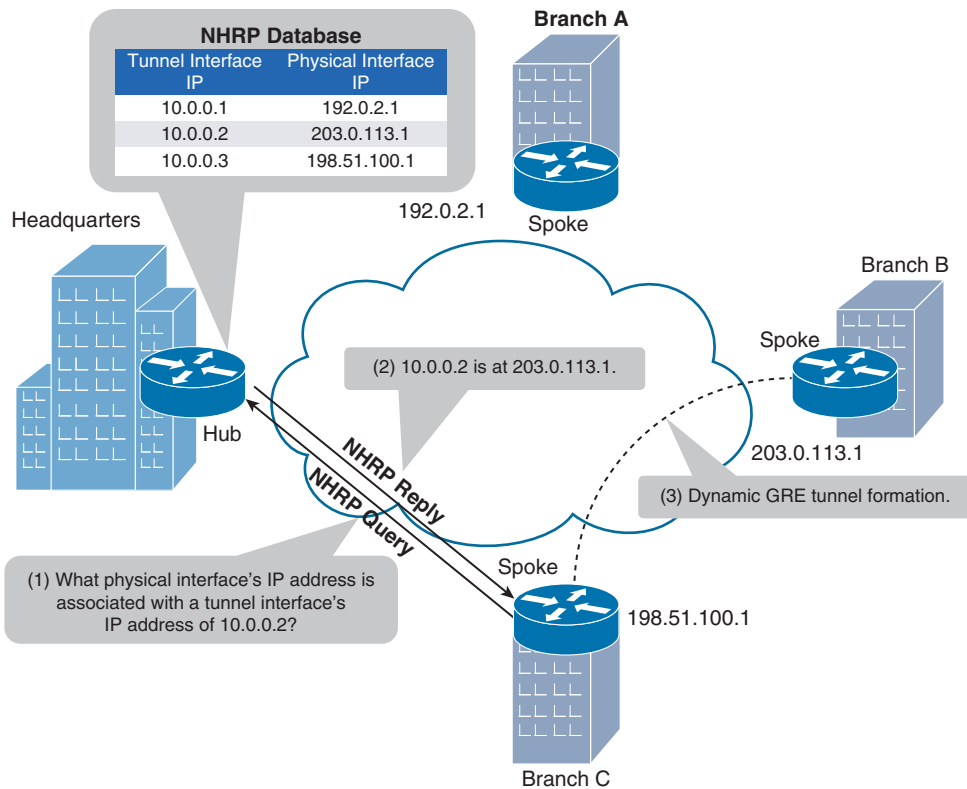 Branch A
NHRP Database
Tunnel Interface IP
Physical Interface IP
10.0.0.1 192.0.2.1
10.0.0.2 203.0.113.1
10.0.0.3 198.51.100.1
192.0.2.1
Spoke
Headquarters
Branch B
Spoke
(2) 10.0.0.2 is at 203.0.113.1.
Hub
203.0.113.1
NHRP Reply
NHRP Query
(3) Dynamic GRE tunnel formation.
Spoke
(1) What physical interface's IP address is
associated with a tunnel interface's
IP address of 10.0.0.2?
198.51.100.1
Branch C